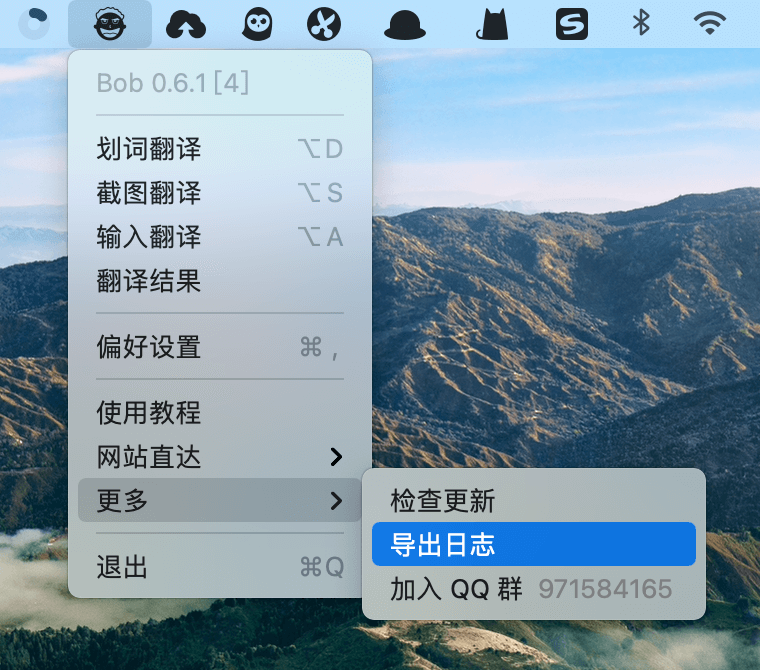 Bob 0.6.1 [4]
划词翻译 ⌥ D
截图翻译 ⌥ S
输入翻译 ⌥ A
翻译结果
偏好设置 ⌘ ,
使用教程
网站直达
更多
检查更新
导出日志
加入 QQ 群 971584165
退出 ⌘Q